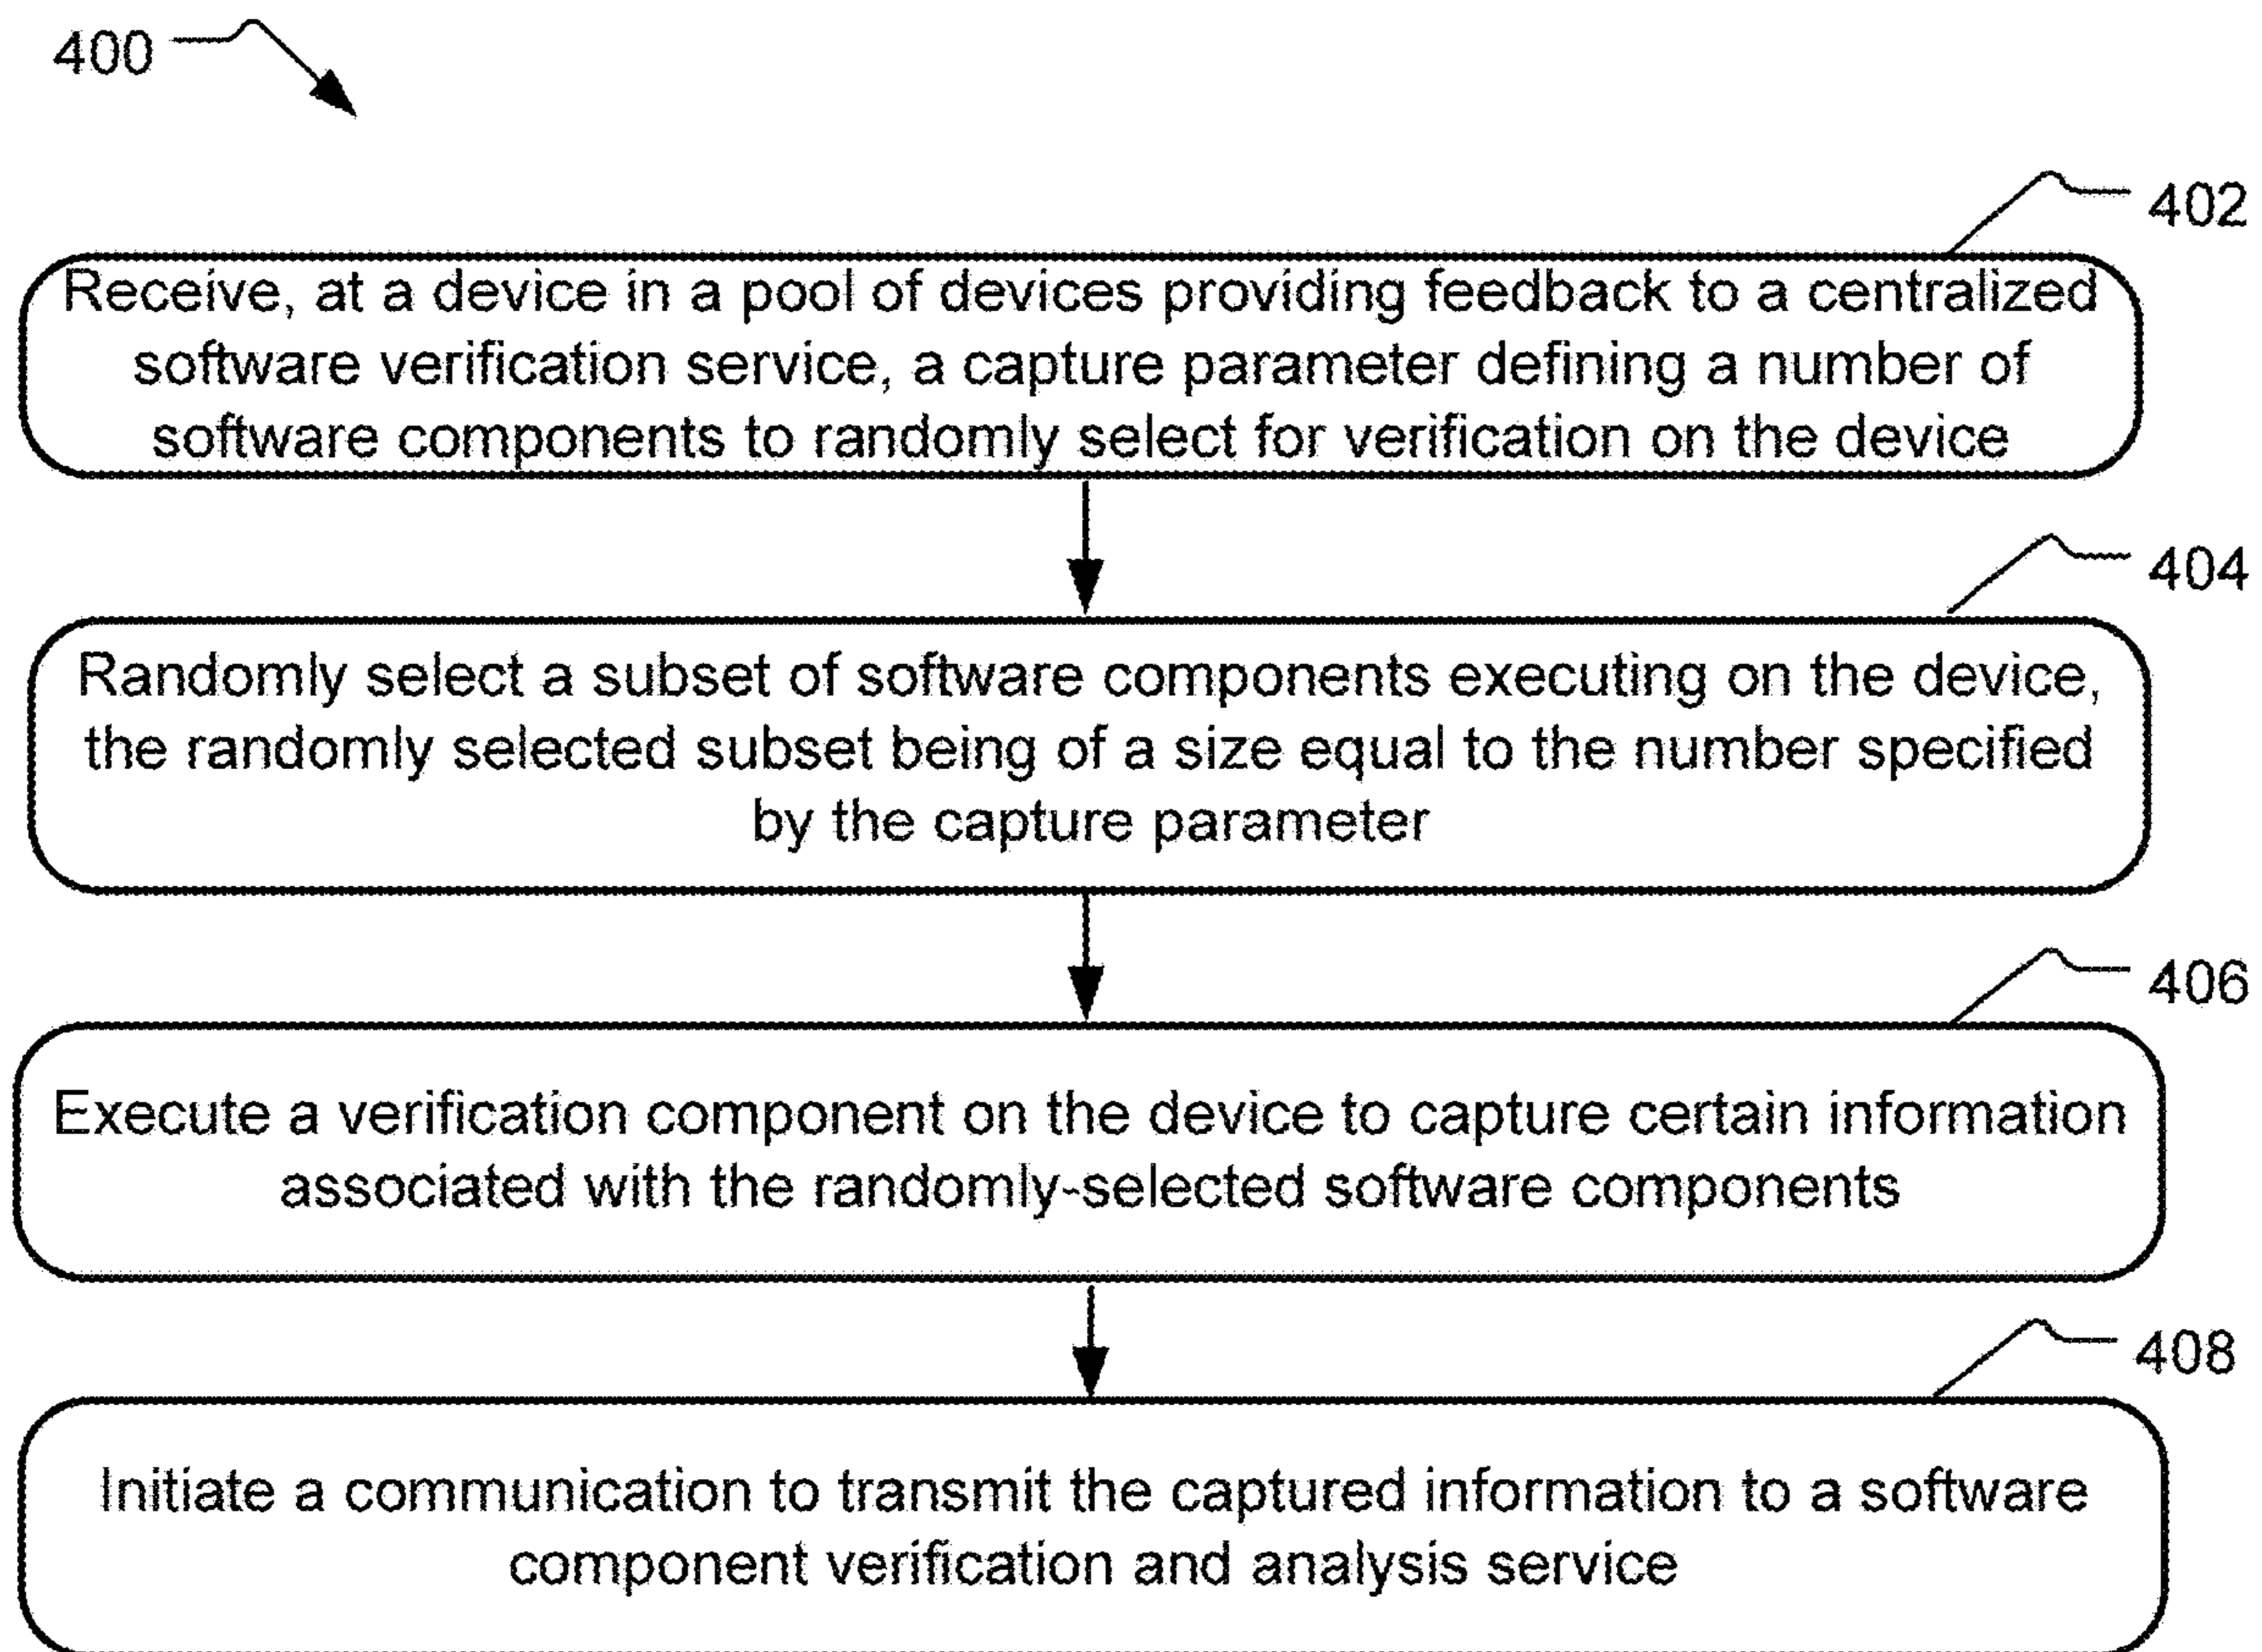 400
402
Receive, at a device in a pool of devices providing feedback to a centralized
software verification service, a capture parameter defining a number of
software components to randomly select for verification on the device
404
Randomly select a subset of software components executing on the device,
the randomly selected subset being of a size equal to the number specified
by the capture parameter
406
Execute a verification component on the device to capture certain information
associated with the randomly-selected software components
408
Initiate a communication to transmit the captured information to a software
component verification and analysis service